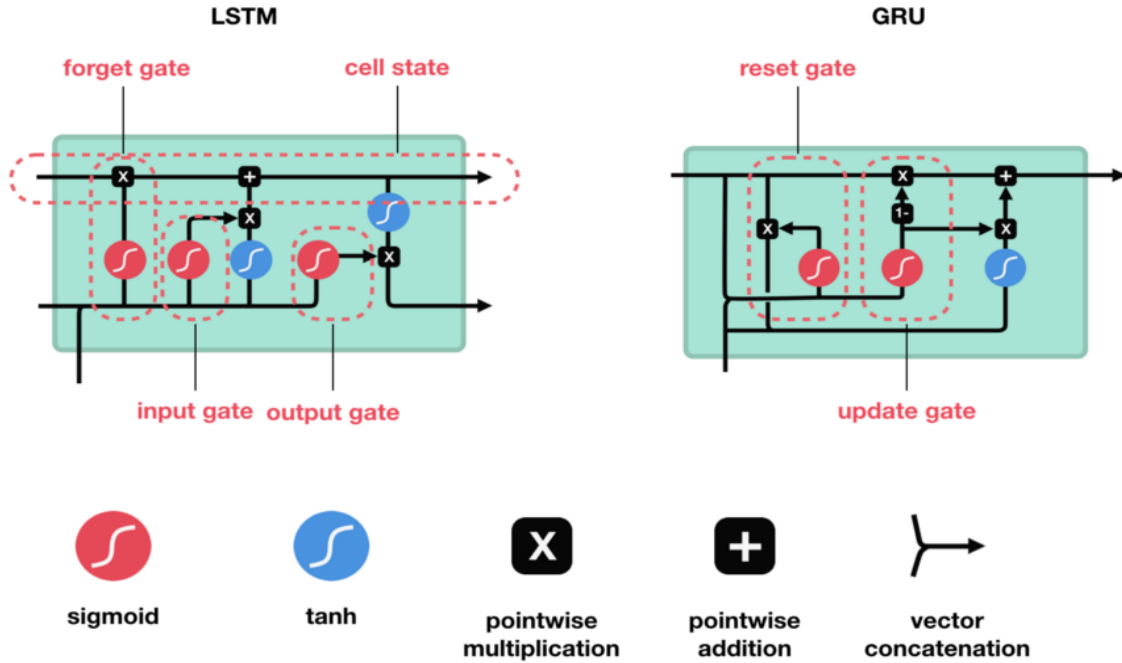 LSTM
GRU
forget gate
cell state
reset gate
X
+
X
X
X
1-
X
+
X
input gate
output gate
update gate
X
+
sigmoid
tanh
pointwise
multiplication
pointwise
addition
vector
concatenation